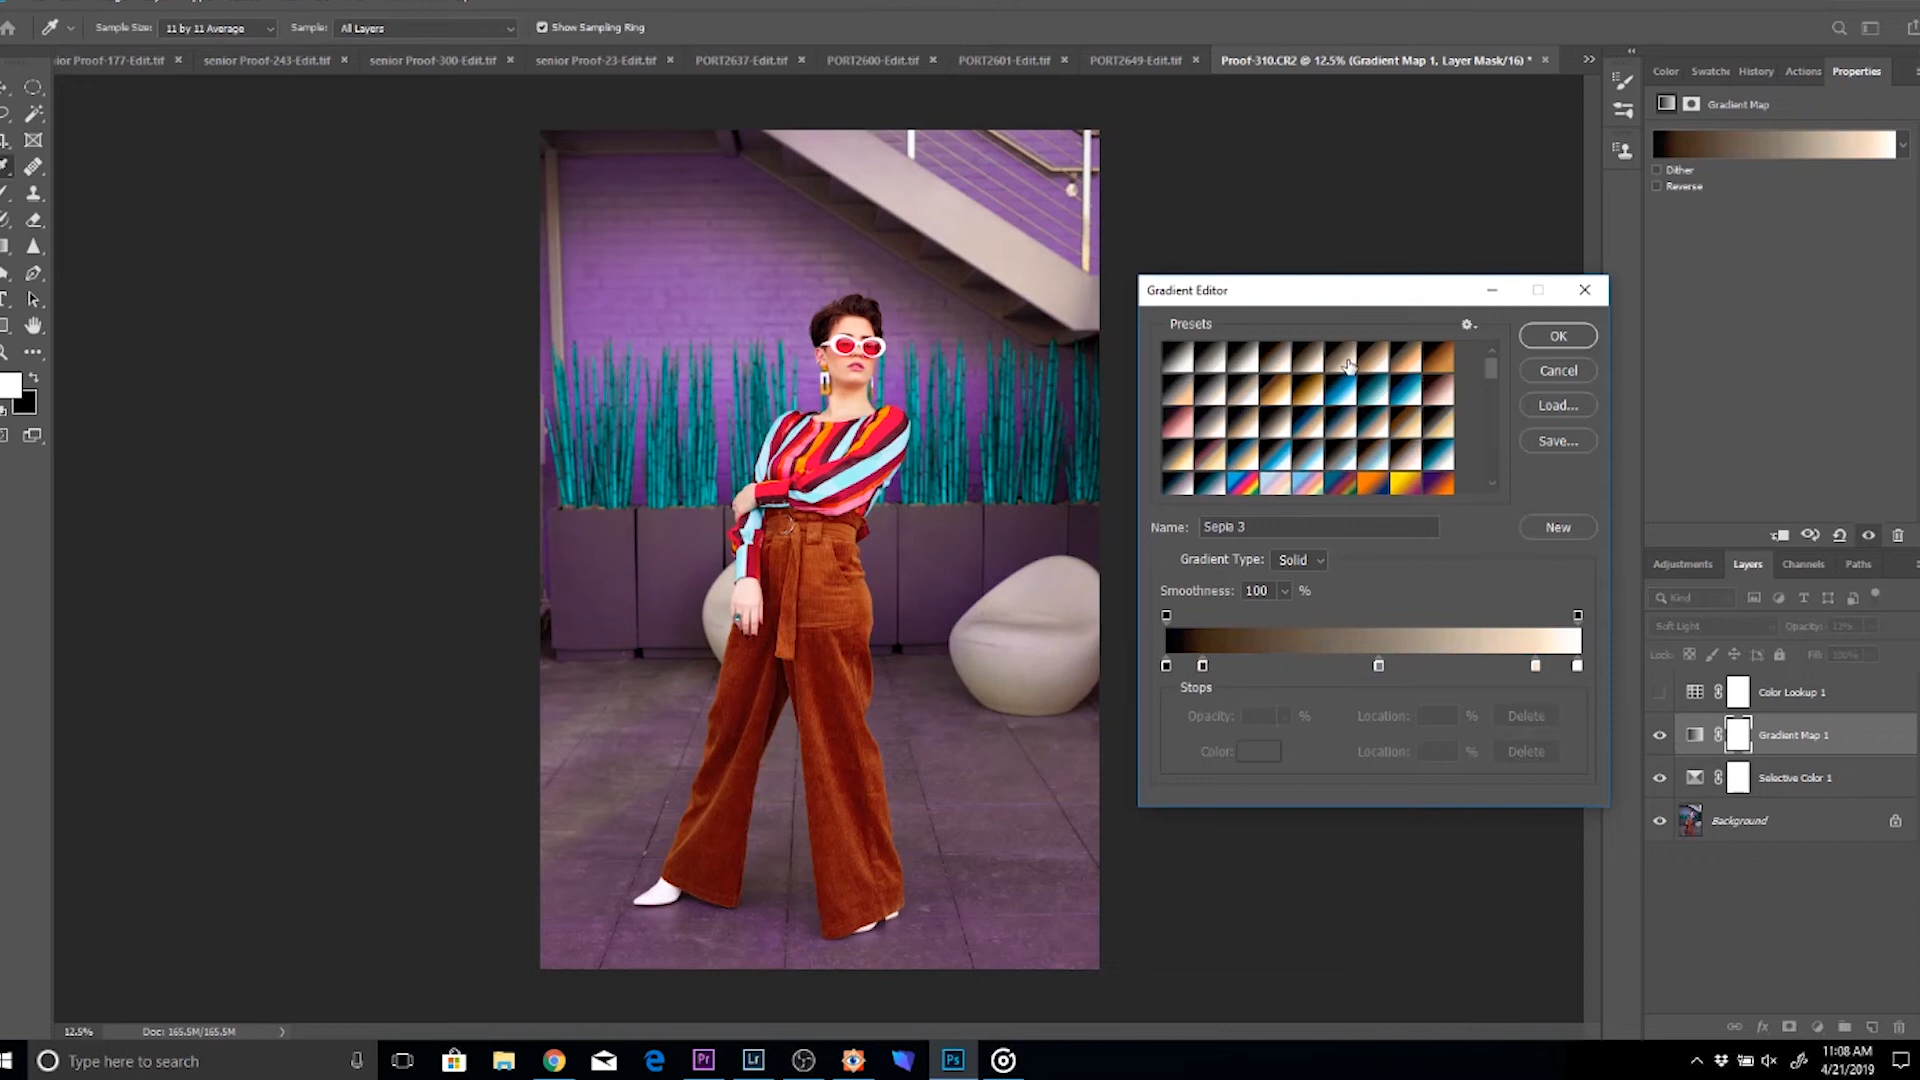 Sample Size: 11 by 11 Average Sample: All Layers Show Sampling Ring
ior Proof-177-Edit.tif senior Proof-243-Edit.tif senior Proof-300-Edit.tif senior Proof-23-Edit.tif PORT2637-Edit.tif PORT2600-Edit.tif PORT2601-Edit.tif PORT2649-Edit.tif Proof-310.CR2 @ 12.5% (Gradient Map 1, Layer Mask/16) *
Color Swatche History Actions Properties
Gradient Map
Dither
Reverse
Gradient Editor
Presets
OK
Cancel
Load...
Save...
Name: Sepia 3 New
Gradient Type: Solid
Smoothness: 100 %
Stops
Opacity: % Location: % Delete
Color: Location: % Delete
Adjustments Layers Channels Paths
Kind
Soft Light Opacity:
Lock: Fill: 100%
Color Lookup 1
Gradient Map 1
Selective Color 1
Background
12.5% Doc: 165.5M/165.5M
Type here to search
Pr Lr Ps
11:08 AM
4/21/2019